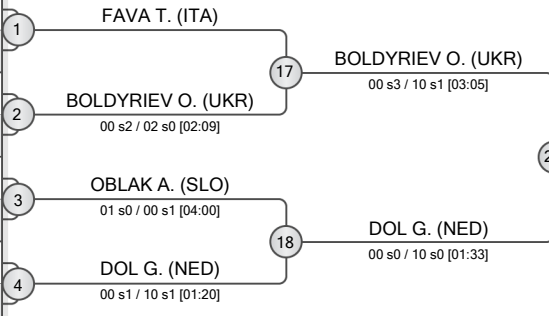 1
FAVA T. (ITA)
17
BOLDYRIEV O. (UKR)
00 s3 / 10 s1 [03:05]
2
BOLDYRIEV O. (UKR)
00 s2 / 02 s0 [02:09]
3
OBLAK A. (SLO)
01 s0 / 00 s1 [04:00]
18
DOL G. (NED)
00 s0 / 10 s0 [01:33]
4
DOL G. (NED)
00 s1 / 10 s1 [01:20]